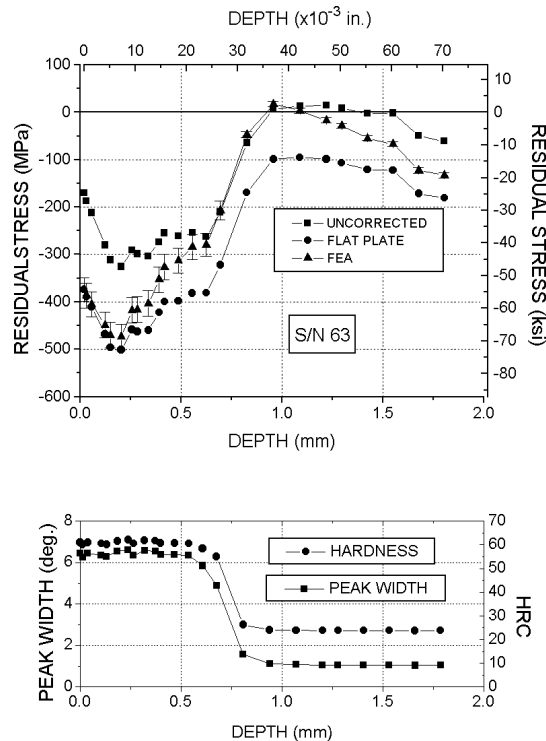 DEPTH (x10-3 in.)
0 10 20 30 40 50 60 70
100
0
-100
-200
-300
-400
-500
-600
RESIDUALSTRESS (MPa)
10
0
-10
-20
-30
-40
-50
-60
-70
-80
RESIDUAL STRESS (ksi)
UNCORRECTED
FLAT PLATE
FEA
S/N 63
0.0 0.5 1.0 1.5 2.0
DEPTH (mm)
8
6
4
2
0
PEAK WIDTH (deg.)
70
60
50
40
30
20
10
0
HRC
HARDNESS
PEAK WIDTH
0.0 0.5 1.0 1.5 2.0
DEPTH (mm)